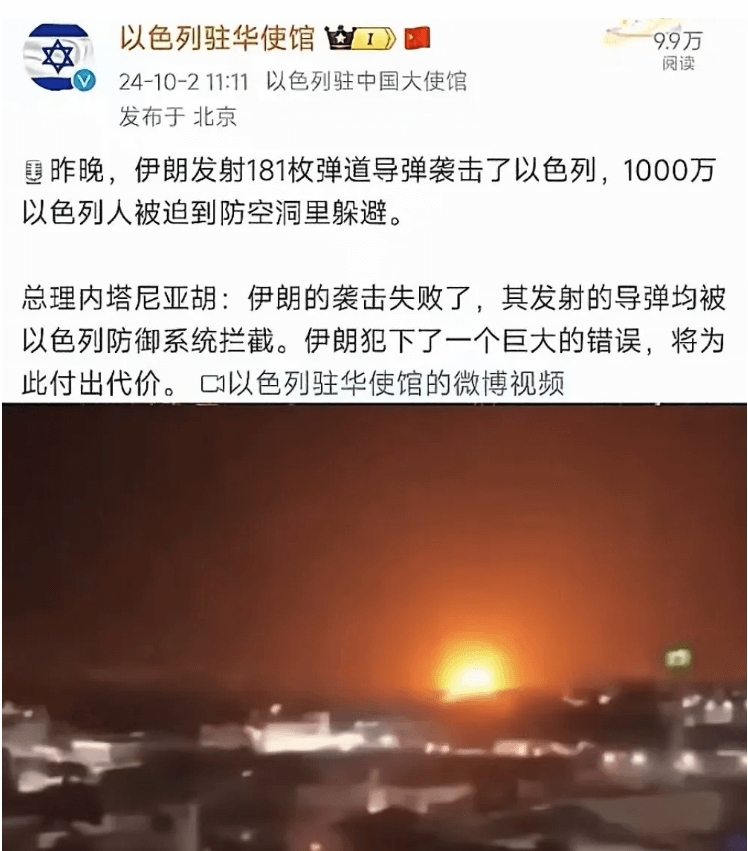 以色列驻华使馆
9.9万
阅读
24-10-2 11:11 以色列驻中国大使馆
发布于 北京
昨晚，伊朗发射181枚弹道导弹袭击了以色列，1000万
以色列人被迫到防空洞里躲避。
总理内塔尼亚胡：伊朗的袭击失败了，其发射的导弹均被
以色列防御系统拦截。伊朗犯下了一个巨大的错误，将为
此付出代价。 以色列驻华使馆的微博视频